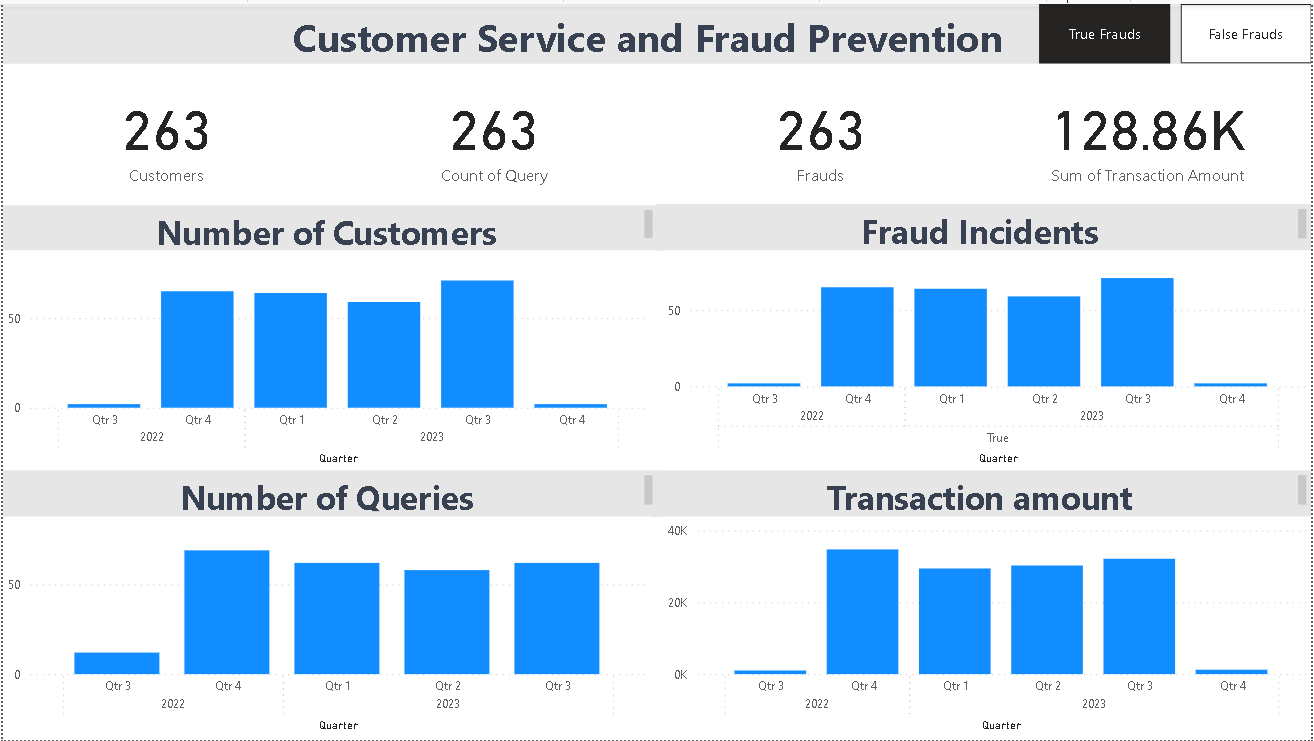 Customer Service and Fraud Prevention
True Frauds
False Frauds
263
Customers
263
Count of Query
263
Frauds
128.86K
Sum of Transaction Amount
Number of Customers
50
0
Qtr 3
Qtr 4
Qtr 1
Qtr 2
Qtr 3
Qtr 4
2022
2023
Quarter
Fraud Incidents
50
0
Qtr 3
Qtr 4
Qtr 1
Qtr 2
Qtr 3
Qtr 4
2022
2023
True
Quarter
Number of Queries
50
0
Qtr 3
Qtr 4
Qtr 1
Qtr 2
Qtr 3
2022
2023
Quarter
Transaction amount
40K
20K
0K
Qtr 3
Qtr 4
Qtr 1
Qtr 2
Qtr 3
Qtr 4
2022
2023
Quarter